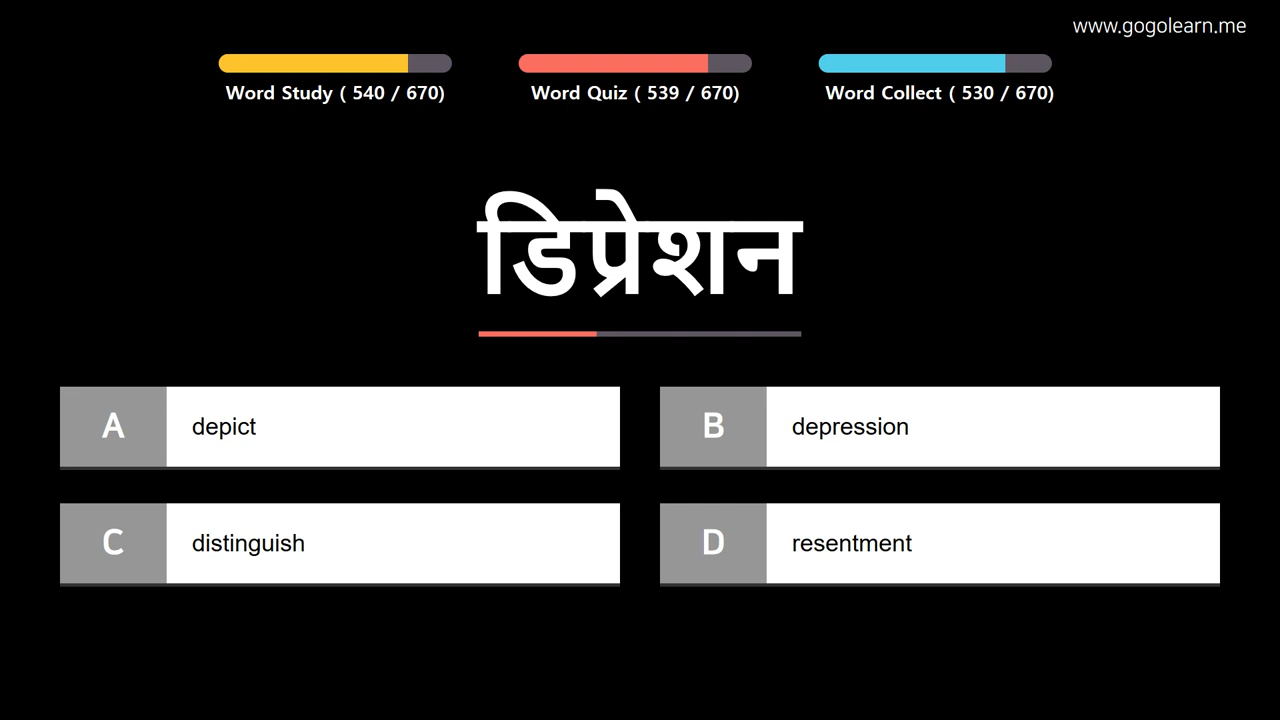 www.gogolearn.me
Word Study ( 540 / 670)
Word Quiz ( 539 / 670)
Word Collect ( 530 / 670)
डिप्रेशन
A depict
B depression
C distinguish
D resentment